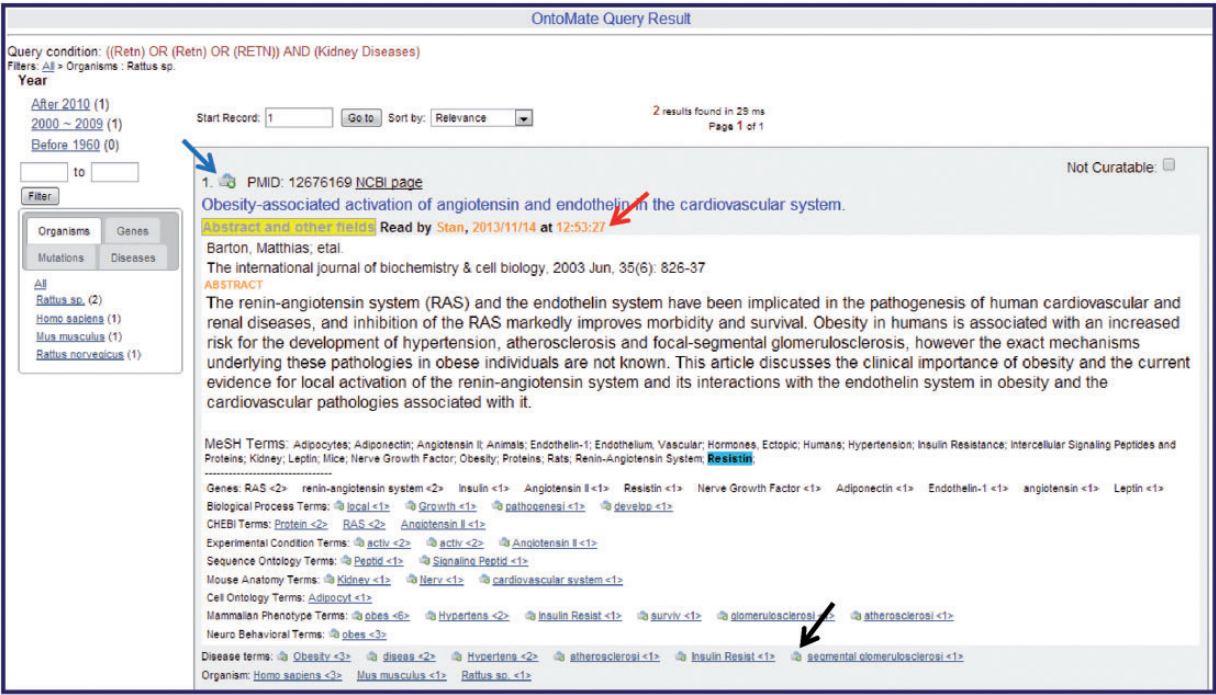 OntoMate Query Result
Query condition: ((Retn) OR (Retn) OR (RETN)) AND (Kidney Diseases)
Filters: All > Organisms : Rattus sp.
Year
After 2010 (1)
2000 ~ 2009 (1)
Before 1960 (0)
to
Filter
Organisms Genes
Mutations Diseases
All
Rattus sp. (2)
Homo sapiens (1)
Mus musculus (1)
Rattus norvegicus (1)
Start Record: 1 Go to Sort by: Relevance
2 results found in 29 ms
Page 1 of 1
Not Curatable:
1. PMID: 12676169 NCBI page
Obesity-associated activation of angiotensin and endothelin in the cardiovascular system.
Abstract and other fields Read by Stan, 2013/11/14 at 12:53:27
Barton, Matthias; etal.
The international journal of biochemistry & cell biology, 2003 Jun, 35(6): 826-37
ABSTRACT
The renin-angiotensin system (RAS) and the endothelin system have been implicated in the pathogenesis of human cardiovascular and
renal diseases, and inhibition of the RAS markedly improves morbidity and survival. Obesity in humans is associated with an increased
risk for the development of hypertension, atherosclerosis and focal-segmental glomerulosclerosis, however the exact mechanisms
underlying these pathologies in obese individuals are not known. This article discusses the clinical importance of obesity and the current
evidence for local activation of the renin-angiotensin system and its interactions with the endothelin system in obesity and the
cardiovascular pathologies associated with it.
MeSH Terms: Adipocytes; Adiponectin; Angiotensin II; Animals; Endothelin-1; Endothelium, Vascular; Hormones, Ectopic; Humans; Hypertension; Insulin Resistance; Intercellular Signaling Peptides and
Proteins; Kidney; Leptin; Mice; Nerve Growth Factor; Obesity; Proteins; Rats; Renin-Angiotensin System; Resistin;
--------------------------------
Genes: RAS <2> renin-angiotensin system <2> Insulin <1> Angiotensin II <1> Resistin <1> Nerve Growth Factor <1> Adiponectin <1> Endothelin-1 <1> angiotensin <1> Leptin <1>
Biological Process Terms: local <1> Growth <1> pathogenesi <1> develop <1>
CHEBI Terms: Protein <2> RAS <2> Angiotensin II <1>
Experimental Condition Terms: activ <2> activ <2> Angiotensin II <1>
Sequence Ontology Terms: Peptid <1> Signaling Peptid <1>
Mouse Anatomy Terms: Kidney <1> Nerv <1> cardiovascular system <1>
Cell Ontology Terms: Adipocyt <1>
Mammalian Phenotype Terms: obes <6> Hypertens <2> Insulin Resist <1> surviv <1> glomerulosclerosi <1> atherosclerosi <1>
Neuro Behavioral Terms: obes <3>
Disease terms: Obesity <3> diseas <2> Hypertens <2> atherosclerosi <1> Insulin Resist <1> segmental glomerulosclerosi <1>
Organism: Homo sapiens <3> Mus musculus <1> Rattus sp. <1>